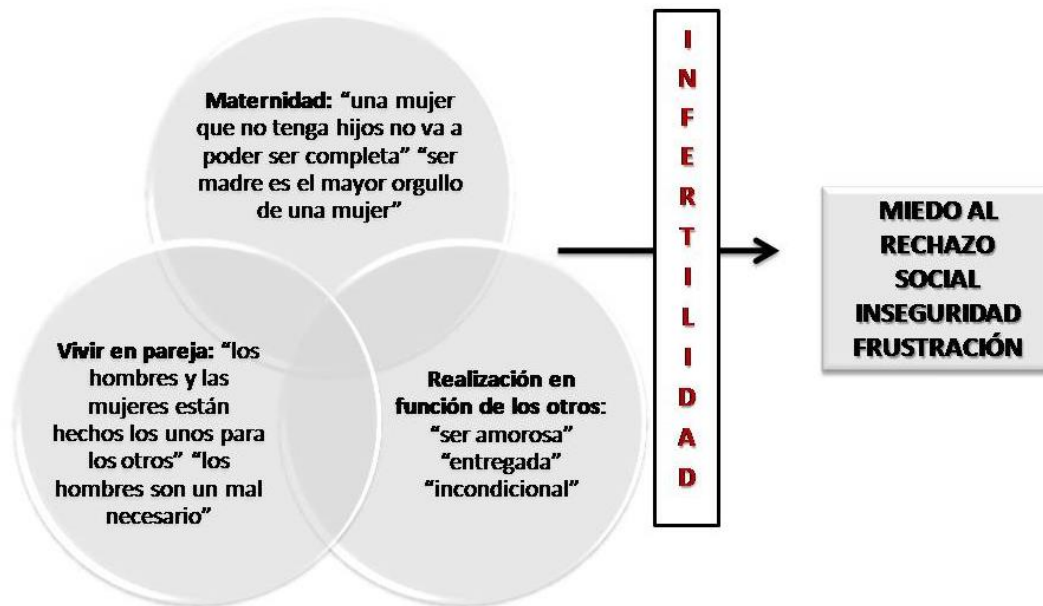 Maternidad: “una mujer
que no tenga hijos no va a
poder ser completa” “ser
madre es el mayor orgullo
de una mujer”
Vivir en pareja: “los
hombres y las
mujeres están
hechos los unos para
los otros” “los
hombres son un mal
necesario”
Realización en
función de los otros:
“ser amorosa”
“entregada”
“incondicional”
INFERTILIDAD
MIEDO AL
RECHAZO
SOCIAL
INSEGURIDAD
FRUSTRACIÓN